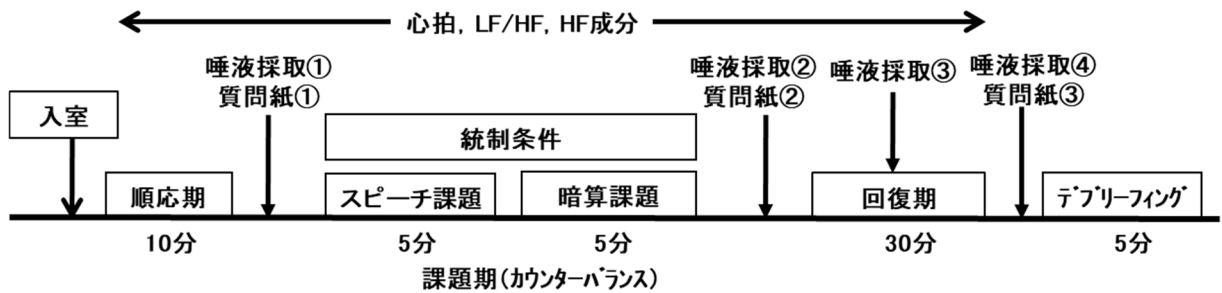 心拍, LF/HF, HF成分
唾液採取①
質問紙①
唾液採取②
質問紙②
唾液採取③
唾液採取④
質問紙③
入室
統制条件
順応期
スピーチ課題
暗算課題
回復期
ﾃﾞﾌﾞﾘｰﾌｨﾝｸﾞ
10分
5分
5分
30分
5分
課題期(ｶｳﾝﾀｰﾊﾞﾗﾝｽ)